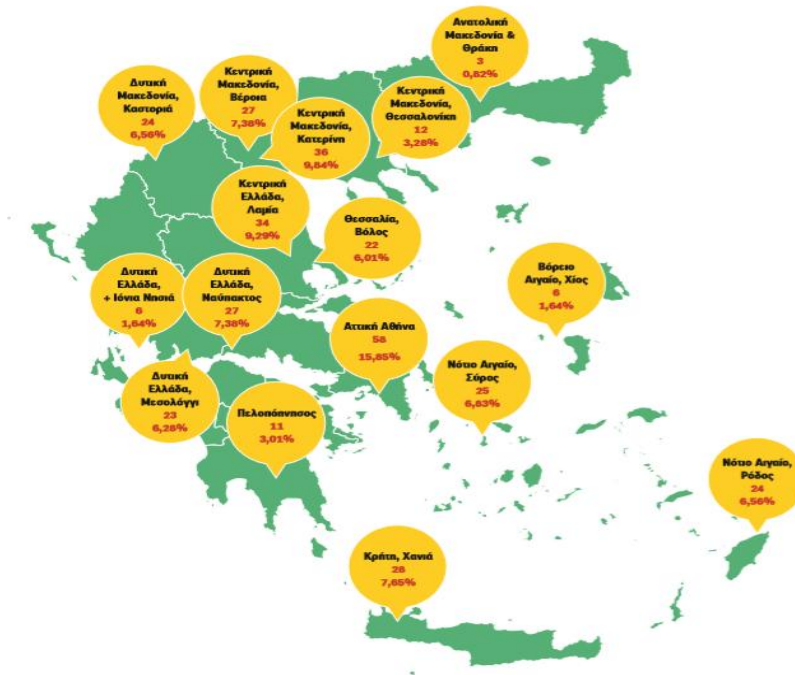 Ανατολική
Μακεδονία &
Θράκη
3
0,82%
Δυτική
Μακεδονία,
Καστοριά
24
6,56%
Κεντρική
Μακεδονία,
Βέροια
27
7,38%
Κεντρική
Μακεδονία,
Κατερίνη
36
9,84%
Κεντρική
Μακεδονία,
Θεσσαλονίκη
12
3,28%
Κεντρική
Ελλάδα,
Λαμία
34
9,29%
Θεσσαλία,
Βόλος
22
6,01%
Δυτική
Ελλάδα,
+ Ιόνια Νησιά
6
1,64%
Δυτική
Ελλάδα,
Ναύπακτος
27
7,38%
Βόρειο
Αιγαίο, Χίος
6
1,64%
Αττική Αθήνα
58
15,85%
Νότιο Αιγαίο,
Σύρος
25
6,83%
Δυτική
Ελλάδα,
Μεσολόγγι
23
6,28%
Πελοπόπνησος
11
3,01%
Νότιο Αιγαίο,
Ρόδος
24
6,56%
Κρήτη, Χανιά
28
7,65%